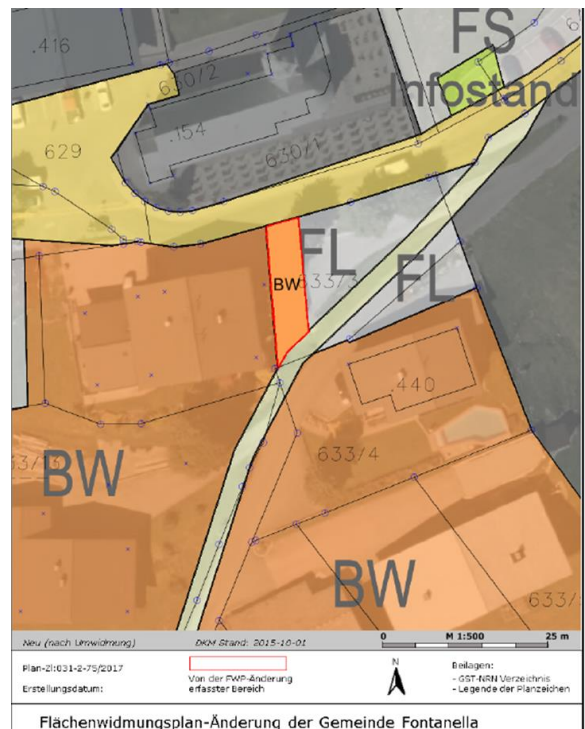 .416
FS
630/2
Infostand
.154
629
630/1
FL
BW
633/3
FL
.440
BW
633/4
BW
633/
Neu (nach Umwidmung)
DKM Stand: 2015-10-01
0 M 1:500 25 m
Plan-Zl:031-2-75/2017
Erstellungsdatum:
Von der FWP-Änderung
erfasster Bereich
N
Beilagen:
- GST-NRN Verzeichnis
- Legende der Planzeichen
Flächenwidmungsplan-Änderung der Gemeinde Fontanella